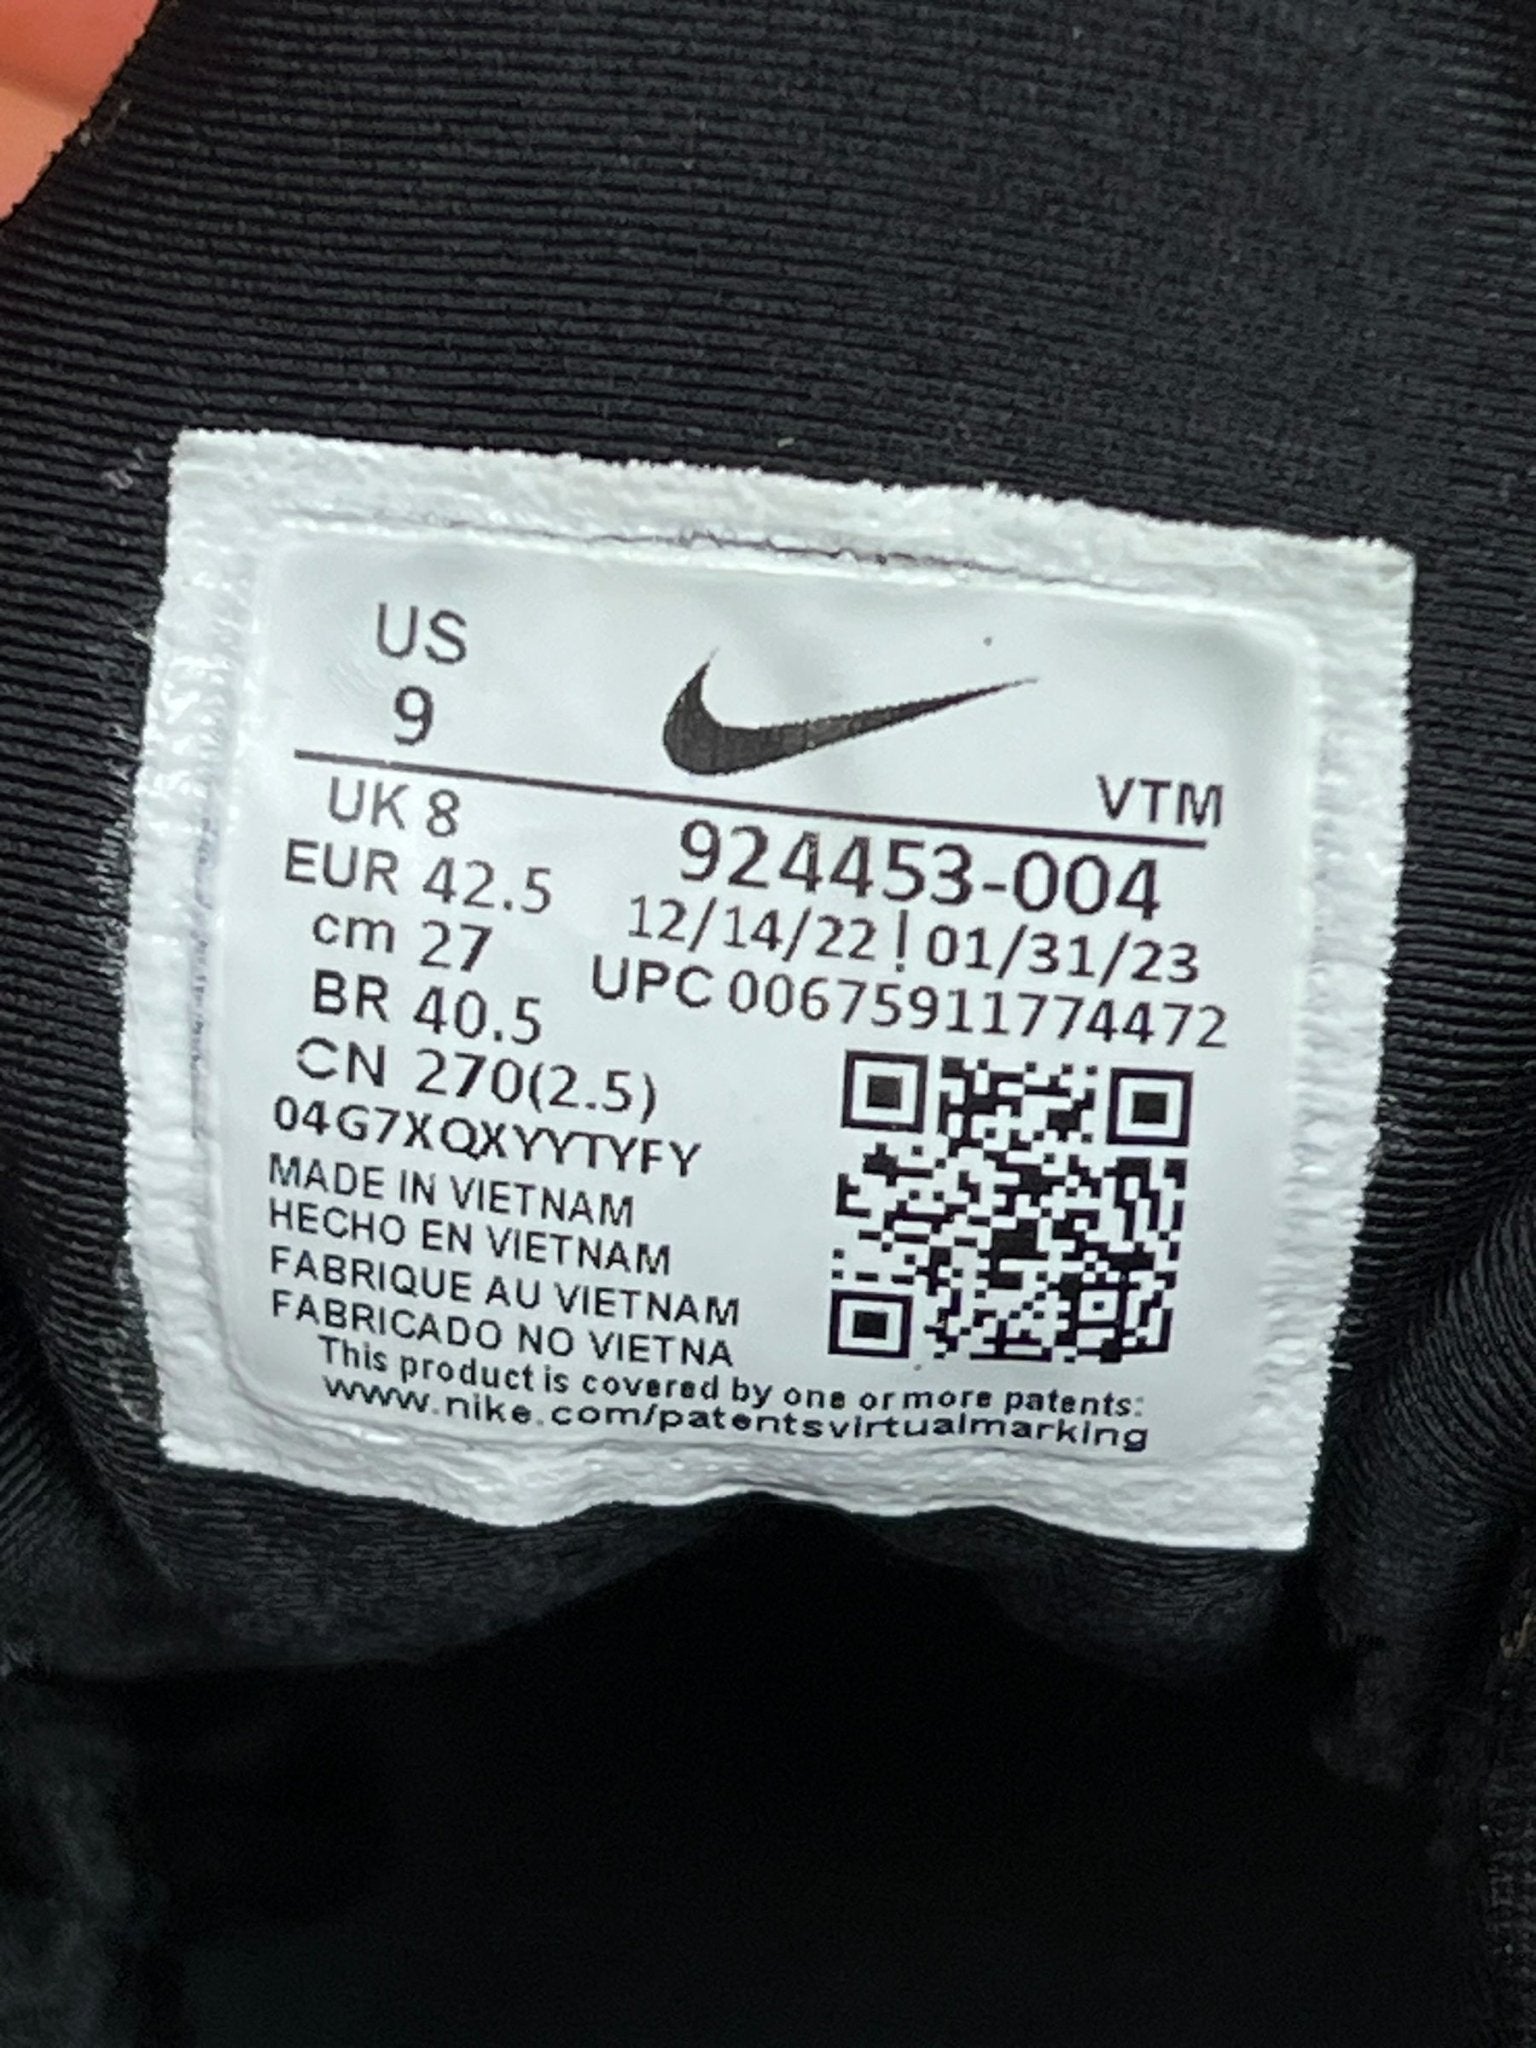 US
9
VTM
UK 8
924453-004
EUR 42.5
12/14/22 | 01/31/23
cm 27
UPC 00675911774472
BR 40.5
CN 270(2.5)
04G7XQXYYTYFY
MADE IN VIETNAM
HECHO EN VIETNAM
FABRIQUE AU VIETNAM
FABRICADO NO VIETNA
This product is covered by one or more patents:
www.nike.com/patentsvirtualmarking